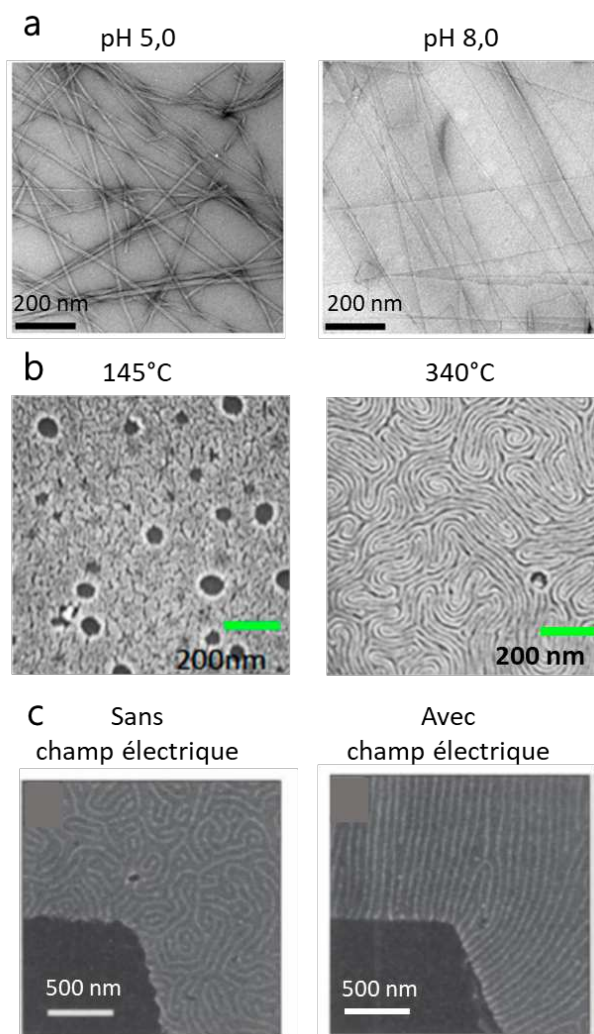 a
pH 5,0 pH 8,0
200 nm 200 nm
b
145°C 340°C
200nm 200 nm
c
Sans Avec
champ électrique champ électrique
500 nm 500 nm